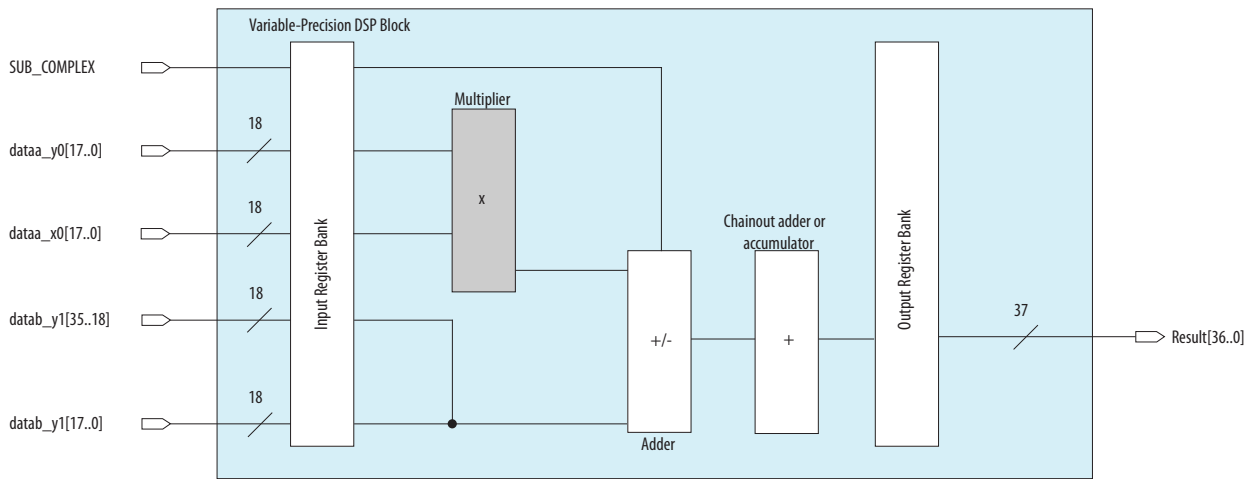 Variable-Precision DSP Block
SUB_COMPLEX
Multiplier
18
dataa_y0[17..0]
x
18
dataa_x0[17..0]
Input Register Bank
Chainout adder or
accumulator
Output Register Bank
18
datab_y1[35..18]
+/-
+
37
Result[36..0]
18
datab_y1[17..0]
Adder